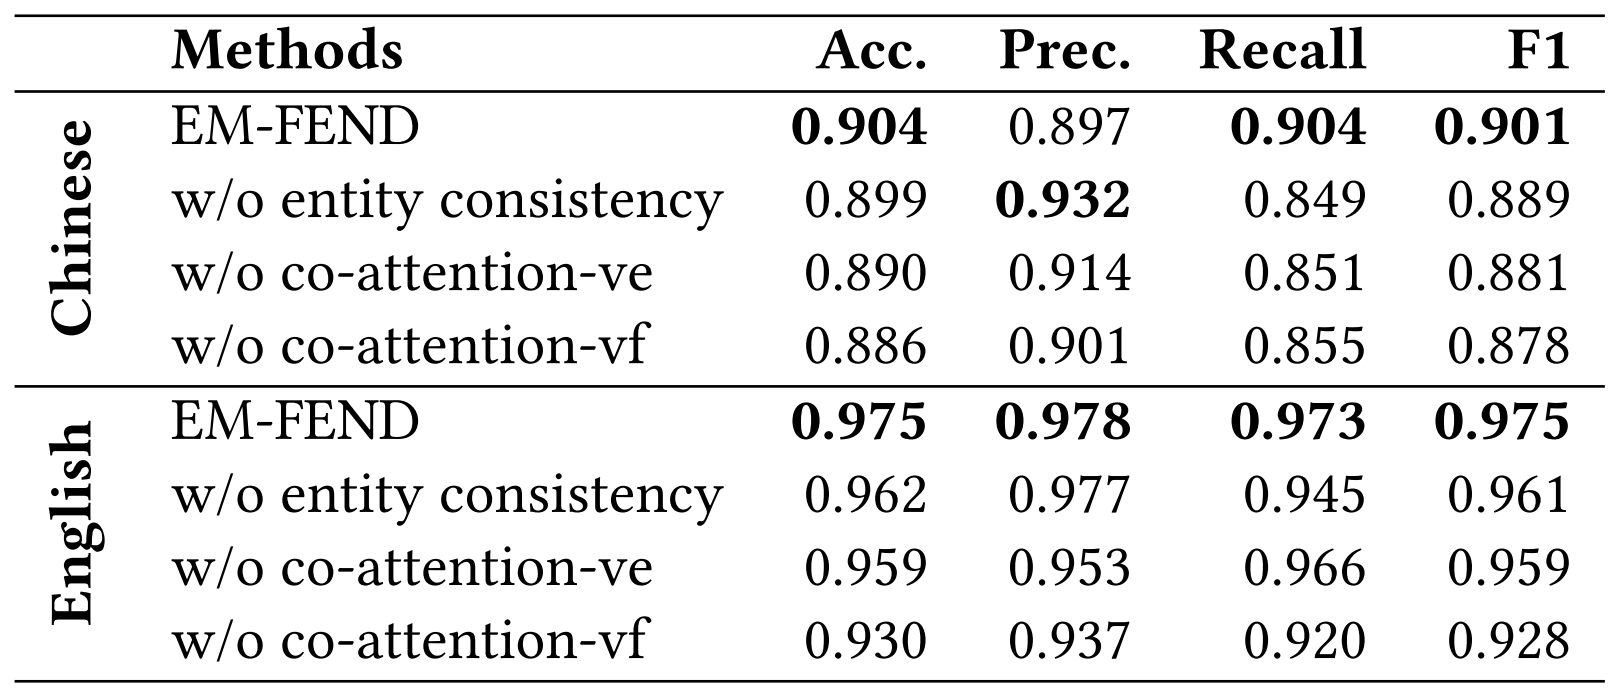 Methods Acc. Prec. Recall F1
Chinese
EM-FEND 0.904 0.897 0.904 0.901
w/o entity consistency 0.899 0.932 0.849 0.889
w/o co-attention-ve 0.890 0.914 0.851 0.881
w/o co-attention-vf 0.886 0.901 0.855 0.878
English
EM-FEND 0.975 0.978 0.973 0.975
w/o entity consistency 0.962 0.977 0.945 0.961
w/o co-attention-ve 0.959 0.953 0.966 0.959
w/o co-attention-vf 0.930 0.937 0.920 0.928